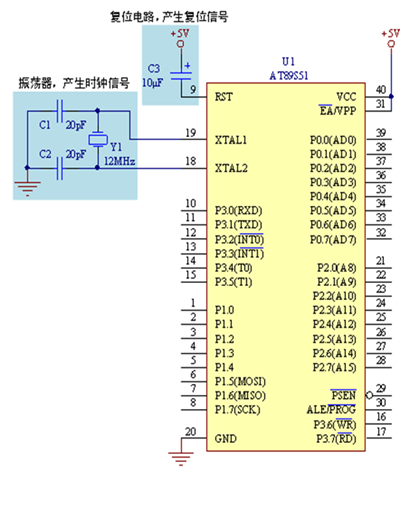 复位电路，产生复位信号
+5V
+5V
振荡器，产生时钟信号
C3
+
10μF
U1
AT89S51
9
RST
VCC
40
EA/VPP
31
C1
20pF
19
XTAL1
P0.0(AD0)
39
P0.1(AD1)
38
C2
20pF
Y1
12MHz
18
XTAL2
P0.2(AD2)
37
P0.3(AD3)
36
P0.4(AD4)
35
10
P3.0(RXD)
P0.5(AD5)
34
11
P3.1(TXD)
P0.6(AD6)
33
12
P3.2(INT0)
P0.7(AD7)
32
13
P3.3(INT1)
14
P3.4(T0)
P2.0(A8)
21
15
P3.5(T1)
P2.1(A9)
22
P2.2(A10)
23
1
P1.0
P2.3(A11)
24
2
P1.1
P2.4(A12)
25
3
P1.2
P2.5(A13)
26
4
P1.3
P2.6(A14)
27
5
P1.4
P2.7(A15)
28
6
P1.5(MOSI)
7
P1.6(MISO)
PSEN
29
8
P1.7(SCK)
ALE/PROG
30
P3.6(WR)
16
20
GND
P3.7(RD)
17